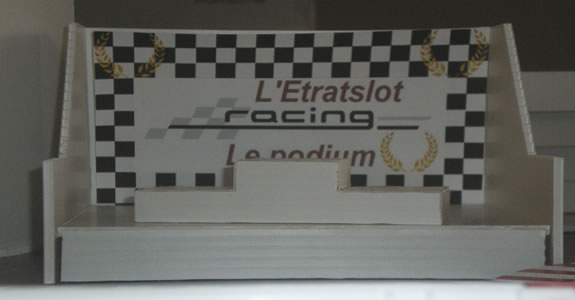 L'Etratslot
racing
Le podium